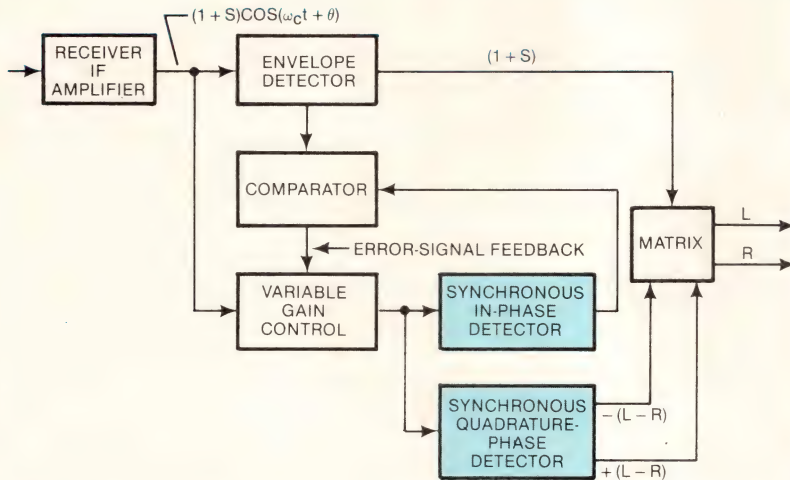 (1 + S)COS(ωCt + θ)
RECEIVER
IF
AMPLIFIER
ENVELOPE
DETECTOR
(1 + S)
COMPARATOR
MATRIX
L
R
ERROR-SIGNAL FEEDBACK
VARIABLE
GAIN
CONTROL
SYNCHRONOUS
IN-PHASE
DETECTOR
SYNCHRONOUS
QUADRATURE-
PHASE
DETECTOR
−(L − R)
+(L − R)